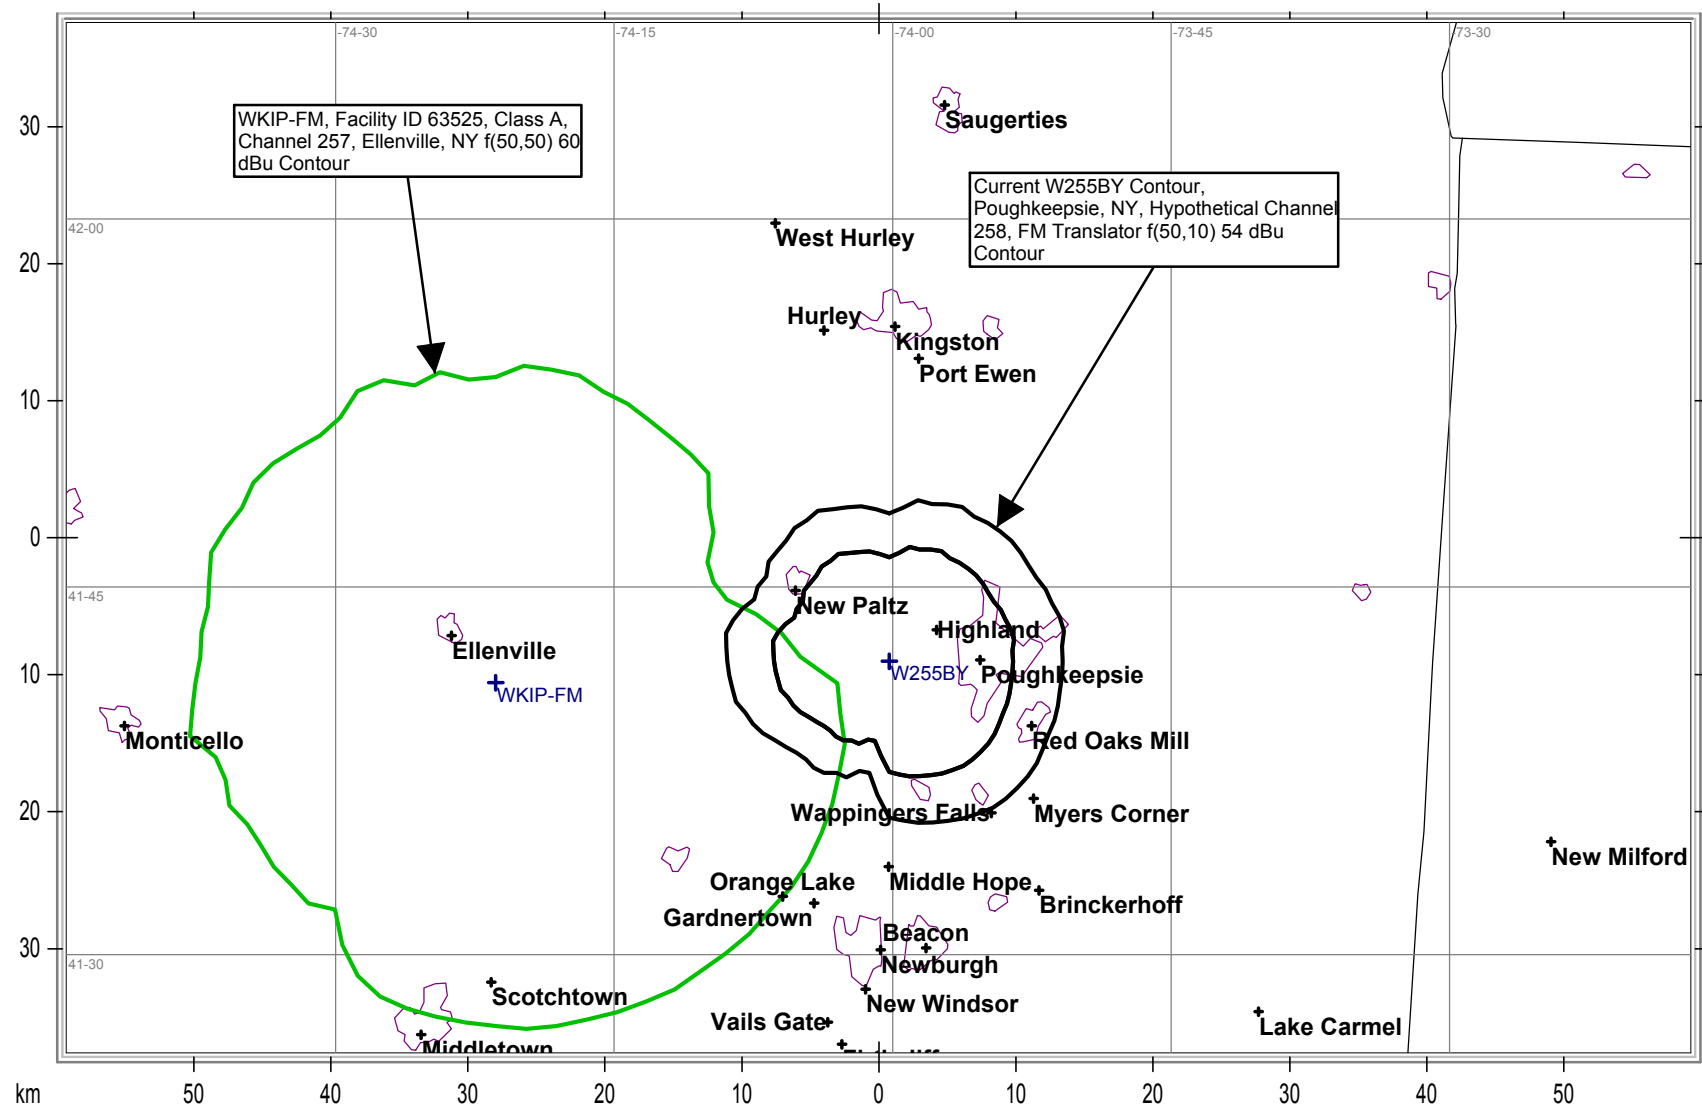 -74-30
-74-15
-74-00
-73-45
-73-30
WKIP-FM, Facility ID 63525, Class A,
Channel 257, Ellenville, NY f(50,50) 60
dBu Contour
30
Saugerties
Current W255BY Contour,
Poughkeepsie, NY, Hypothetical Channel
258, FM Translator f(50,10) 54 dBu
Contour
42-00
West Hurley
20
Hurley
Kingston
Port Ewen
10
0
41-45
New Paltz
Highland
Ellenville
W255BY
Poughkeepsie
10
WKIP-FM
Monticello
Red Oaks Mill
20
Wappingers Falls
Myers Corner
New Milford
Orange Lake
Middle Hope
Brinckerhoff
Gardnertown
Beacon
30
41-30
Newburgh
Scotchtown
New Windsor
Vails Gate
Lake Carmel
Middletown
km
50
40
30
20
10
0
10
20
30
40
50